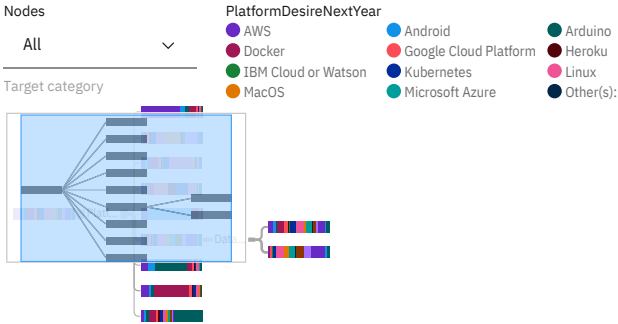 Nodes
All
Target category
PlatformDesireNextYear
AWS
Android
Arduino
Docker
Google Cloud Platform
Heroku
IBM Cloud or Watson
Kubernetes
Linux
MacOS
Microsoft Azure
Other(s):
Data...